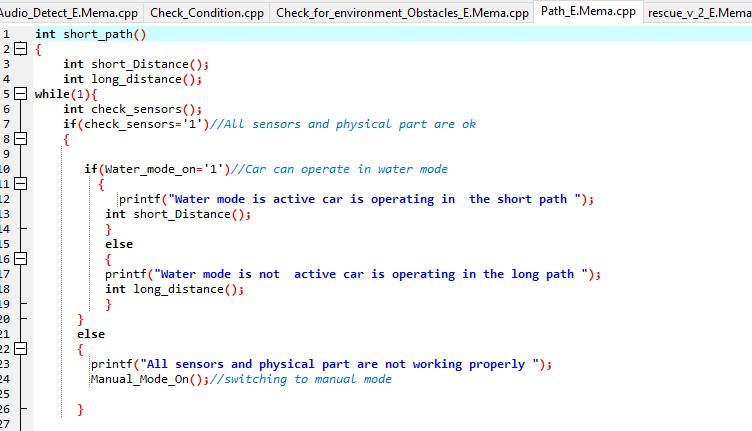 Audio_Detect_E.Mema.cpp Check_Condition.cpp Check_for_environment_Obstacles_E.Mema.cpp Path_E.Mema.cpp rescue_v_2_E.Mema
1 int short_path()
2 {
3 int short_Distance();
4 int long_distance();
5 while(1){
6 int check_sensors();
7 if(check_sensors='1')//All sensors and physical part are ok
8 {
9
10 if(Water_mode_on='1')//Car can operate in water mode
11 {
12 printf("Water mode is active car is operating in  the short path ");
13 int short_Distance();
14 }
15 else
16 {
17 printf("Water mode is not  active car is operating in the long path ");
18 int long_distance();
19 }
20 }
21 else
22 {
23 printf("All sensors and physical part are not working properly ");
24 Manual_Mode_On();//switching to manual mode
25
26 }
27